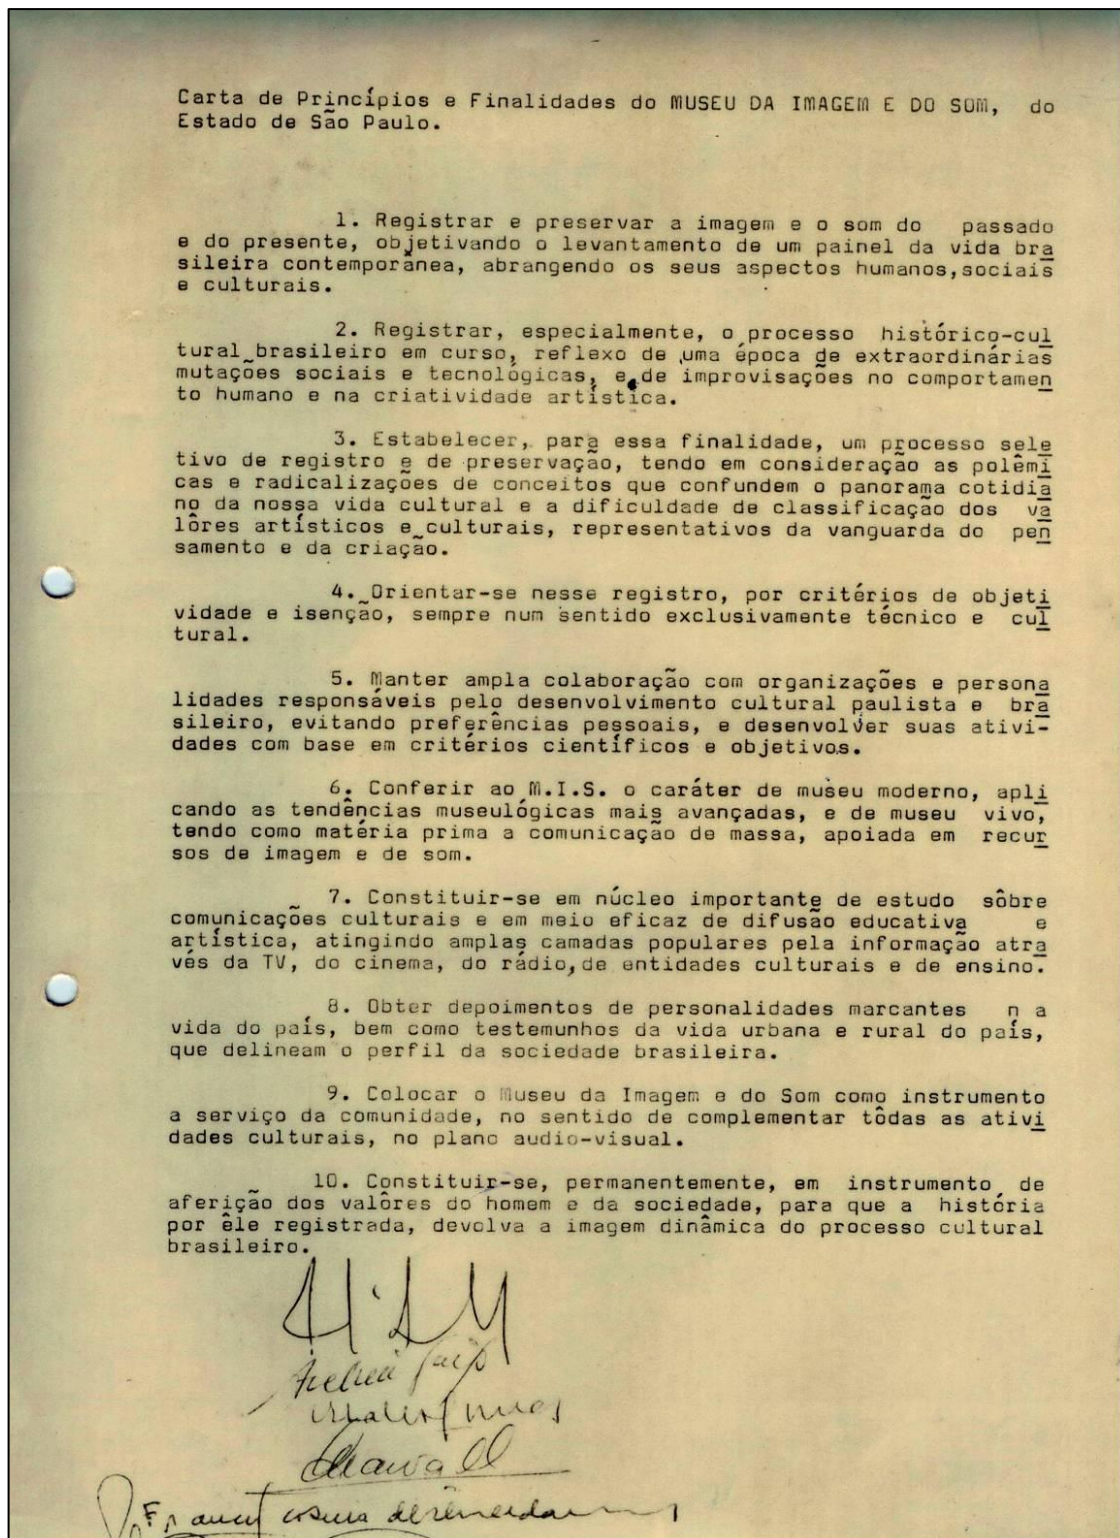 Carta de Princípios e Finalidades do MUSEU DA IMAGEM E DO SOM, do
Estado de São Paulo.
1. Registrar e preservar a imagem e o som do passado
e do presente, objetivando o levantamento de um painel da vida bra
sileira contemporânea, abrangendo os seus aspectos humanos,sociais
e culturais.
2. Registrar, especialmente, o processo histórico-cul
tural brasileiro em curso, reflexo de uma época de extraordinárias
mutações sociais e tecnológicas, e de improvisações no comportamen
to humano e na criatividade artística.
3. Estabelecer, para essa finalidade, um processo sele
tivo de registro e de preservação, tendo em consideração as polêmi
cas e radicalizações de conceitos que confundem o panorama cotidia
no da nossa vida cultural e a dificuldade de classificação dos va
lôres artísticos e culturais, representativos da vanguarda do pen
samento e da criação.
4. Orientar-se nesse registro, por critérios de objeti
vidade e isenção, sempre num sentido exclusivamente técnico e cul
tural.
5. Manter ampla colaboração com organizações e persona
lidades responsáveis pelo desenvolvimento cultural paulista e bra
sileiro, evitando preferências pessoais, e desenvolver suas ativi-
dades com base em critérios científicos e objetivos.
6. Conferir ao M.I.S. o caráter de museu moderno, apli
cando as tendências museulógicas mais avançadas, e de museu vivo,
tendo como matéria prima a comunicação de massa, apoiada em recur
sos de imagem e de som.
7. Constituir-se em núcleo importante de estudo sôbre
comunicações culturais e em meio eficaz de difusão educativa e
artística, atingindo amplas camadas populares pela informação atra
vés da TV, do cinema, do rádio,de entidades culturais e de ensino.
8. Obter depoimentos de personalidades marcantes n a
vida do país, bem como testemunhos da vida urbana e rural do país,
que delineam o perfil da sociedade brasileira.
9. Colocar o Museu da Imagem e do Som como instrumento
a serviço da comunidade, no sentido de complementar tôdas as ativi
dades culturais, no plano audio-visual.
10. Constituir-se, permanentemente, em instrumento de
aferição dos valôres do homem e da sociedade, para que a história
por êle registrada, devolva a imagem dinâmica do processo cultural
brasileiro.